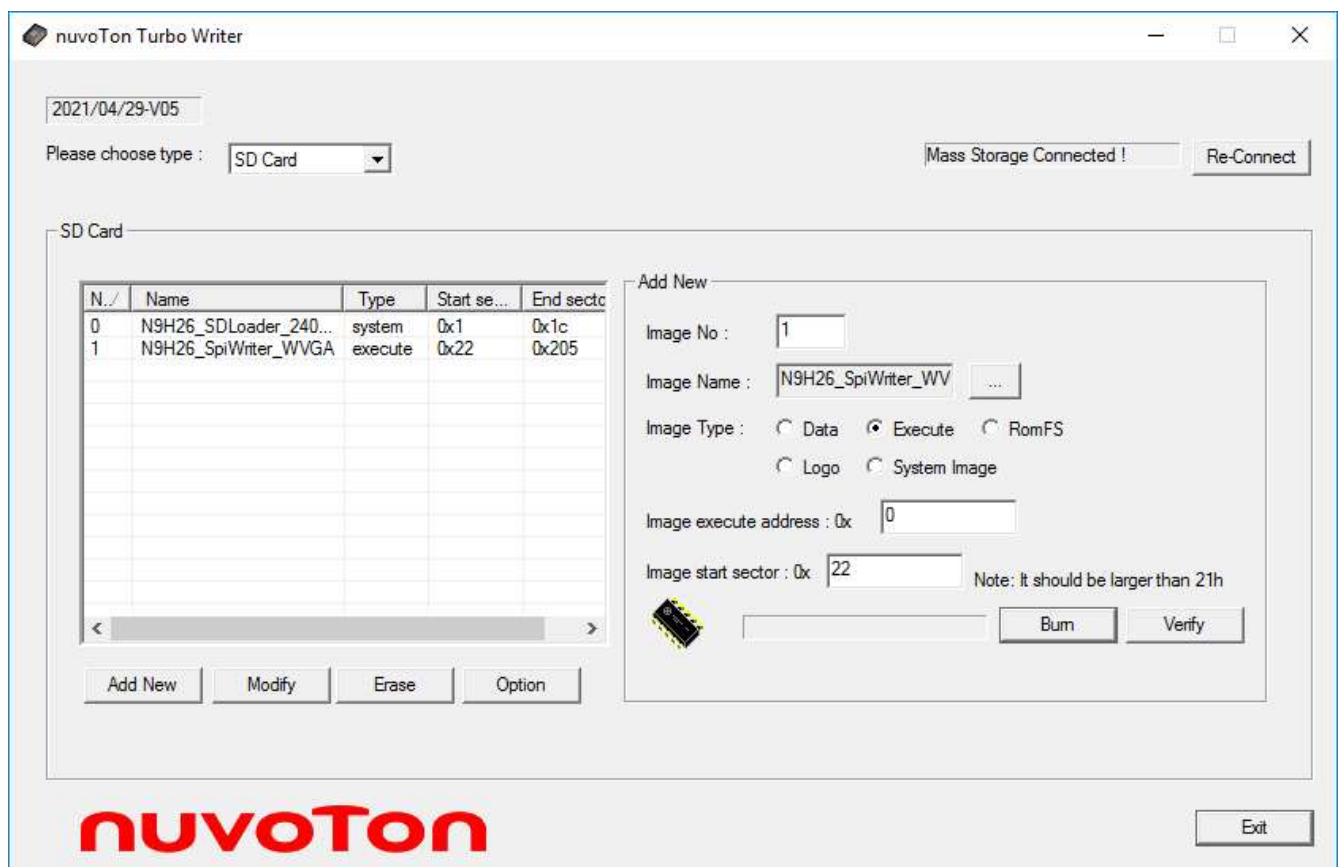 nuvoTon Turbo Writer
2021/04/29-V05
Please choose type : SD Card Mass Storage Connected ! Re-Connect
SD Card
N.. Name Type Start se... End secto
0 N9H26_SDLoader_240... system 0x1 0x1c
1 N9H26_SpiWriter_WVGA execute 0x22 0x205
Add New
Image No : 1
Image Name : N9H26_SpiWriter_WV ...
Image Type : Data Execute RomFS
Logo System Image
Image execute address : 0x 0
Image start sector : 0x 22 Note: It should be larger than 21h
Burn Verify
Add New Modify Erase Option
nuvoTon
Exit